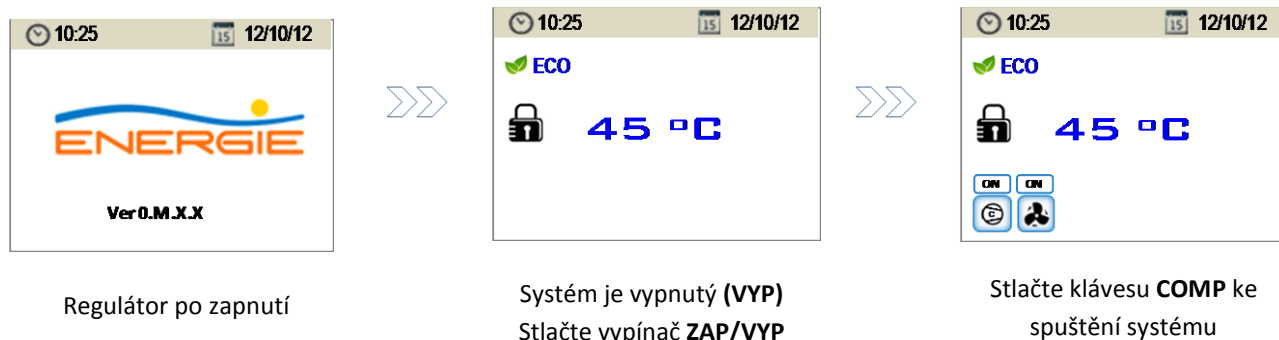 10:25 12/10/12
ENERGIE
Ver 0.M.X.X
Regulátor po zapnutí
10:25 15 12/10/12
ECO
45 ºC
Systém je vypnutý (VYP)
Stlačte vypínač ZAP/VYP
10:25 15 12/10/12
ECO
45 ºC
ON ON
C
Stlačte klávesu COMP ke
spuštění systému